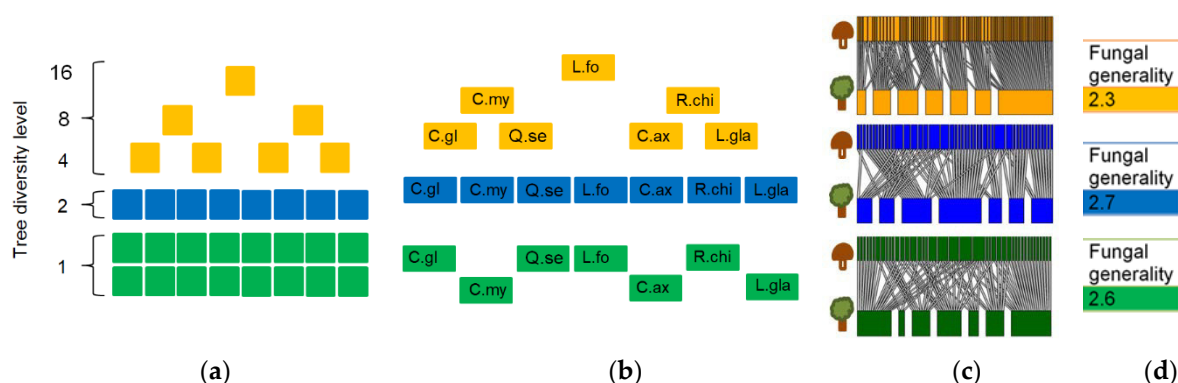 Tree diversity level
16
8
4
2
1
L.fo
C.my
R.chi
C.gl
Q.se
C.ax
L.gla
C.gl
C.my
Q.se
L.fo
C.ax
R.chi
L.gla
C.gl
Q.se
L.fo
R.chi
C.my
C.ax
L.gla
Fungal
generality
2.3
Fungal
generality
2.7
Fungal
generality
2.6
(a)
(b)
(c)
(d)